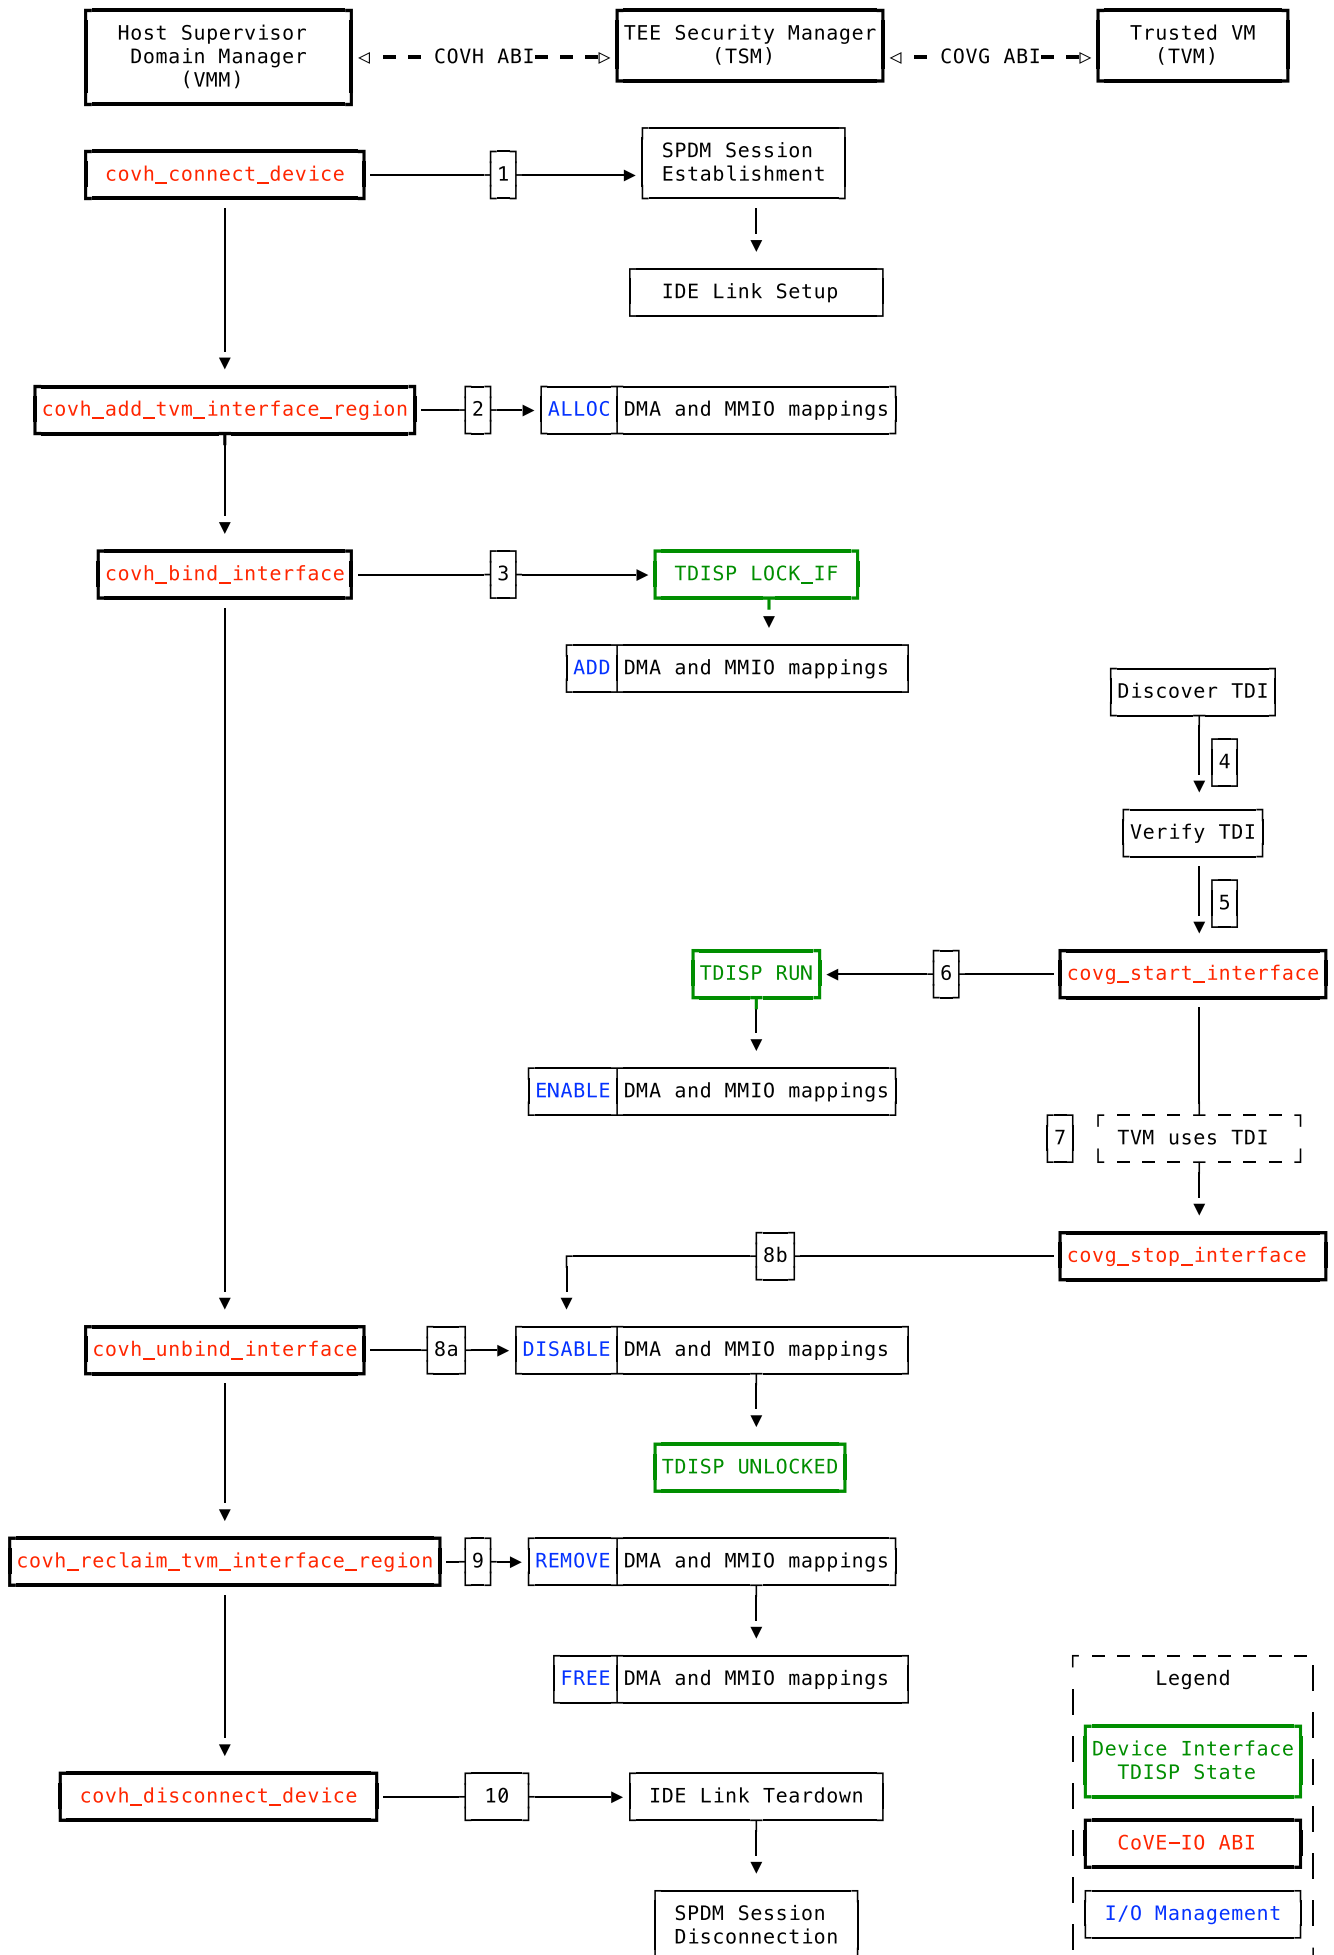 Host Supervisor
Domain Manager
(VMM)
COVH ABI
TEE Security Manager
(TSM)
COVG ABI
Trusted VM
(TVM)
covh_connect_device
1
SPDM Session
Establishment
IDE Link Setup
covh_add_tvm_interface_region
2
ALLOC DMA and MMIO mappings
covh_bind_interface
3
TDISP LOCK_IF
ADD DMA and MMIO mappings
Discover TDI
4
Verify TDI
5
TDISP RUN
6
covg_start_interface
ENABLE DMA and MMIO mappings
7
TVM uses TDI
8b
covg_stop_interface
covh_unbind_interface
8a
DISABLE DMA and MMIO mappings
TDISP UNLOCKED
covh_reclaim_tvm_interface_region
9
REMOVE DMA and MMIO mappings
FREE DMA and MMIO mappings
covh_disconnect_device
10
IDE Link Teardown
SPDM Session
Disconnection
Legend
Device Interface
TDISP State
CoVE-IO ABI
I/O Management